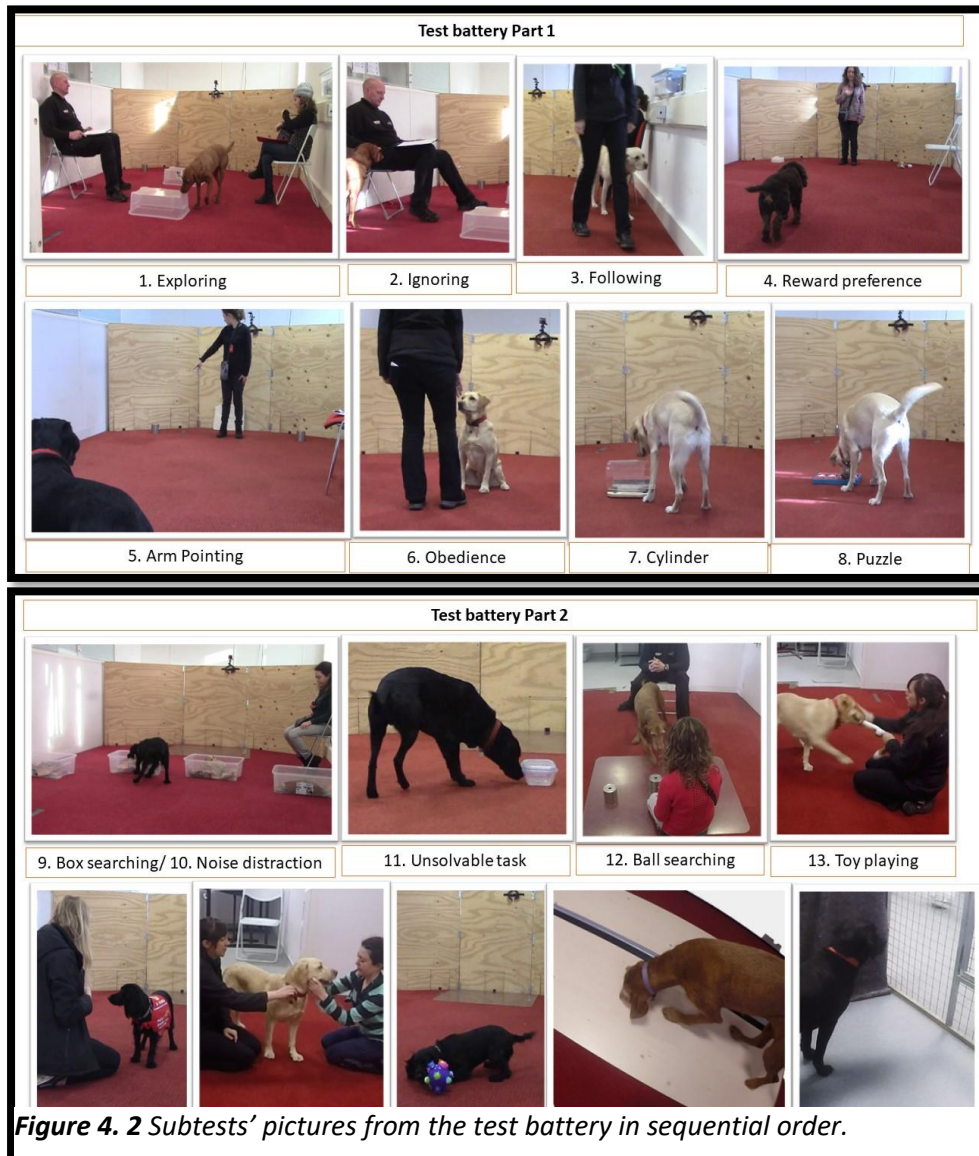 Test battery Part 1
1. Exploring
2. Ignoring
3. Following
4. Reward preference
5. Arm Pointing
6. Obedience
7. Cylinder
8. Puzzle
Test battery Part 2
9. Box searching/ 10. Noise distraction
11. Unsolvable task
12. Ball searching
13. Toy playing
Figure 4. 2 Subtests’ pictures from the test battery in sequential order.